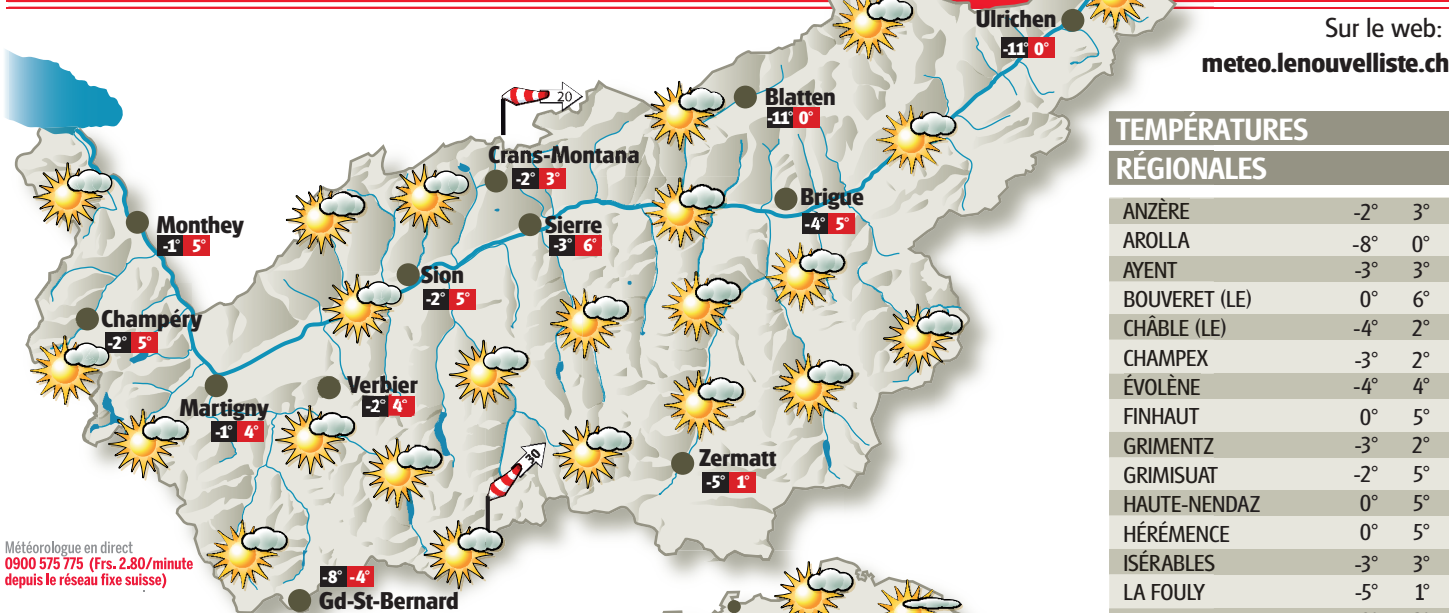 Ulrichen
-11° 0°
Sur le web:
meteo.lenouvelliste.ch
20
Blatten
-11° 0°
Crans-Montana
-2° 3°
Brigue
-4° 5°
Monthey
-1° 5°
Sierre
-3° 6°
Sion
-2° 5°
Champéry
-2° 5°
Verbier
-2° 4°
Martigny
-1° 4°
30
Zermatt
-5° 1°
Météorologue en direct
0900 575 775 (Frs. 2.80/minute
depuis le réseau fixe suisse)
-8° -4°
Gd-St-Bernard
TEMPÉRATURES
RÉGIONALES
ANZÈRE -2° 3°
AROLLA -8° 0°
AYENT -3° 3°
BOUVERET (LE) 0° 6°
CHÂBLE (LE) -4° 2°
CHAMPEX -3° 2°
ÉVOLÈNE -4° 4°
FINHAUT 0° 5°
GRIMENTZ -3° 2°
GRIMISUAT -2° 5°
HAUTE-NENDAZ 0° 5°
HÉRÉMENCE 0° 5°
ISÉRABLES -3° 3°
LA FOULY -5° 1°